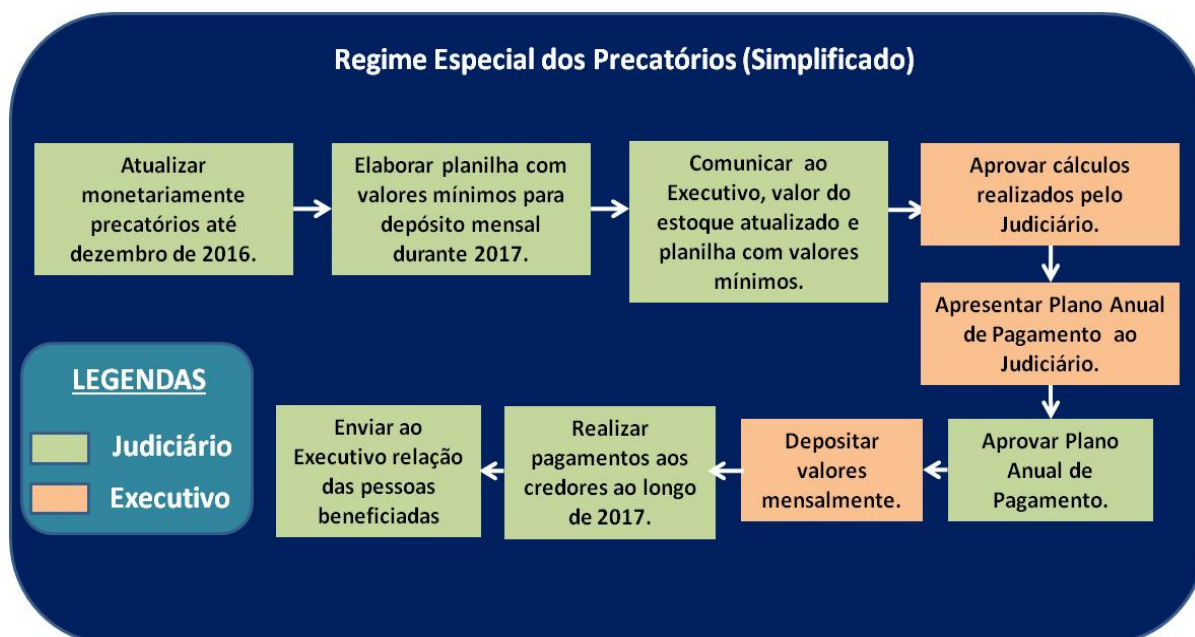 Regime Especial dos Precatórios (Simplificado)
Atualizar
monetariamente
precatórios até
dezembro de 2016.
Elaborar planilha com
valores mínimos para
depósito mensal
durante 2017.
Comunicar ao
Executivo, valor do
estoque atualizado e
planilha com valores
mínimos.
Aprovar cálculos
realizados pelo
Judiciário.
Apresentar Plano Anual
de Pagamento ao
Judiciário.
Aprovar Plano
Anual de
Pagamento.
Depositar
valores
mensalmente.
Realizar
pagamentos aos
credores ao longo
de 2017.
Enviar ao
Executivo relação
das pessoas
beneficiadas
LEGENDAS
Judiciário
Executivo